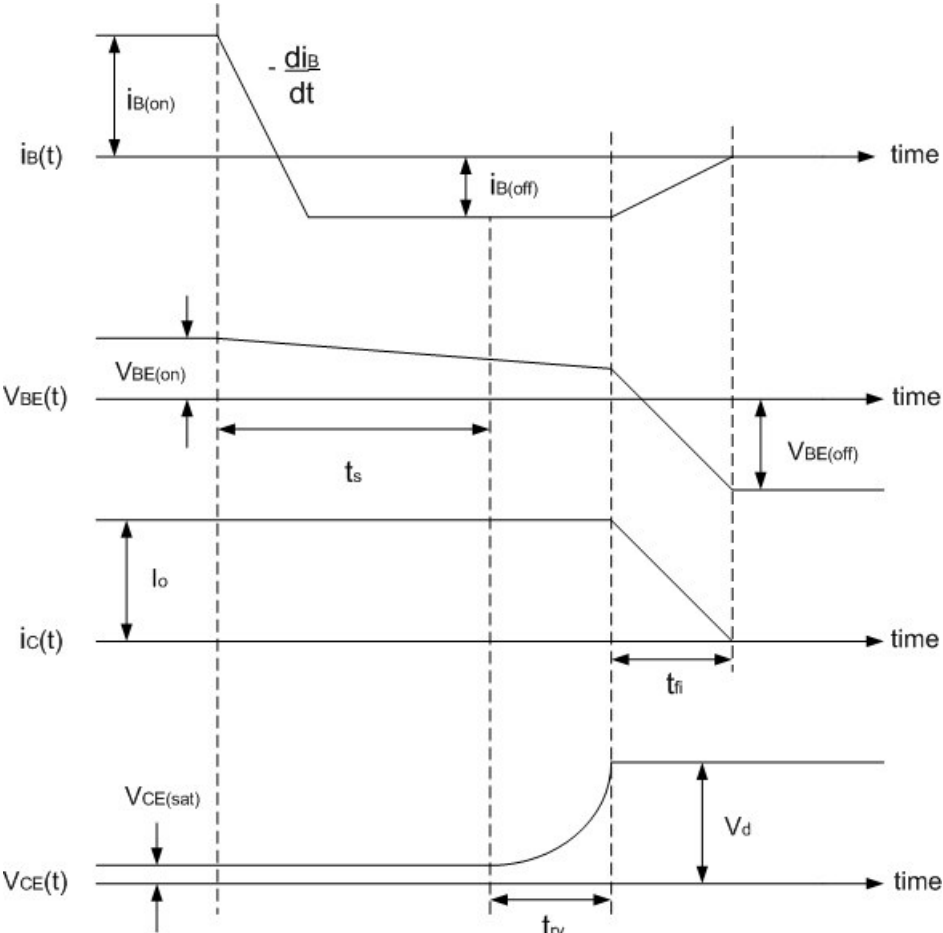 - diB
dt
iB(on)
iB(t)
time
iB(off)
VBE(on)
VBE(t)
time
VBE(off)
ts
Io
iC(t)
time
tfi
VCE(sat)
Vd
VCE(t)
time
trv